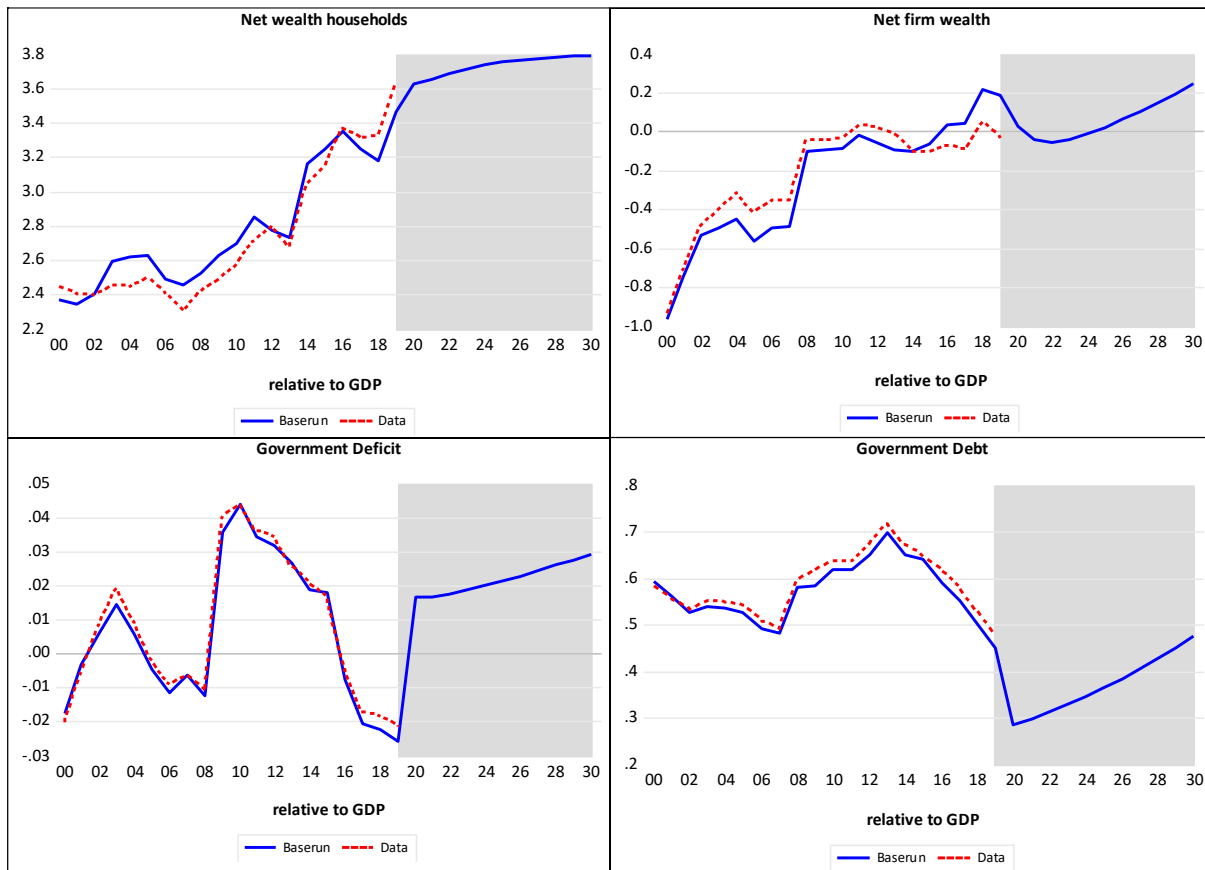 Net wealth households
3.8
3.6
3.4
3.2
3.0
2.8
2.6
2.4
2.2
00 02 04 06 08 10 12 14 16 18 20 22 24 26 28 30
relative to GDP
Baserun Data
Net firm wealth
0.4
0.2
0.0
-0.2
-0.4
-0.6
-0.8
-1.0
00 02 04 06 08 10 12 14 16 18 20 22 24 26 28 30
relative to GDP
Baserun Data
Government Deficit
.05
.04
.03
.02
.01
.00
-.01
-.02
-.03
00 02 04 06 08 10 12 14 16 18 20 22 24 26 28 30
relative to GDP
Baserun Data
Government Debt
.8
.7
.6
.5
.4
.3
.2
00 02 04 06 08 10 12 14 16 18 20 22 24 26 28 30
relative to GDP
Baserun Data